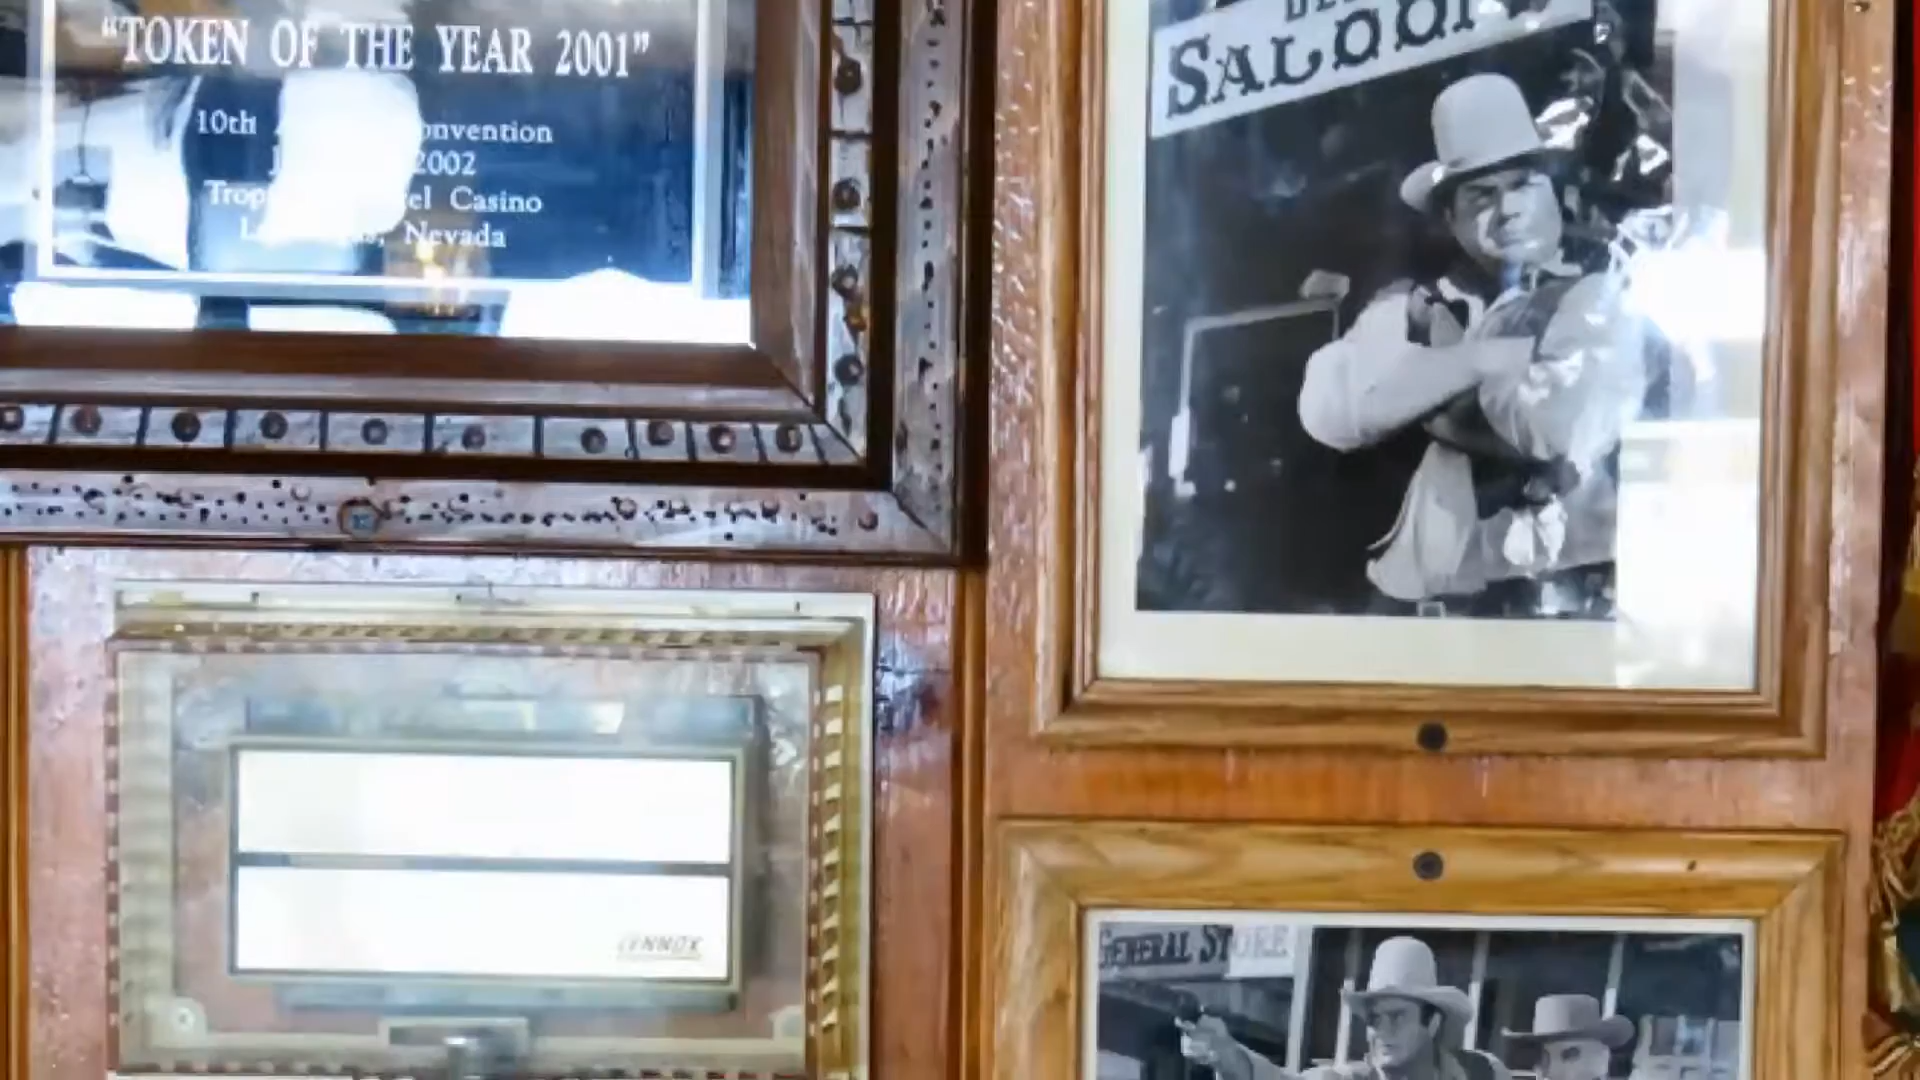 "TOKEN OF THE YEAR 2001"
10th onvention
2002
Trop el Casino
Nevada
SALOON
LENNOX
GENERAL STORE